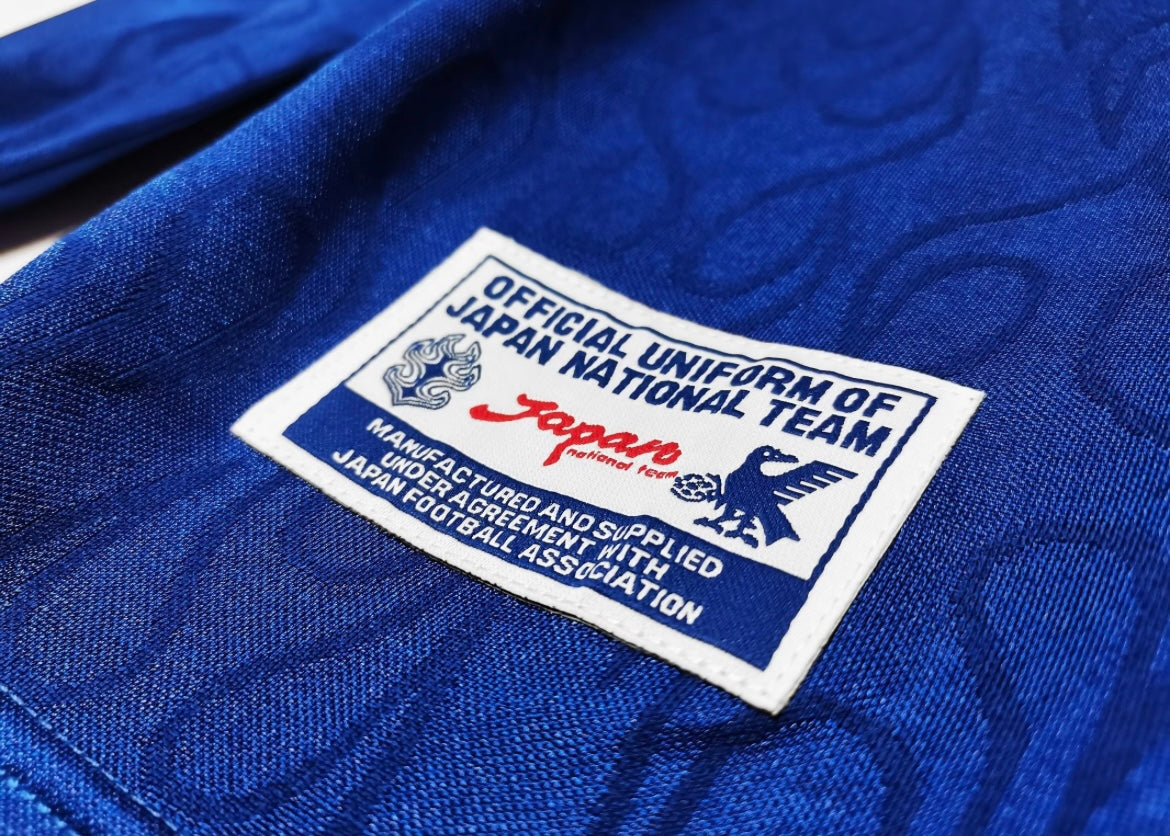 OFFICIAL UNIFORM OF
JAPAN NATIONAL TEAM
Japan
national team
MANUFACTURED AND SUPPLIED
UNDER AGREEMENT WITH
JAPAN FOOTBALL ASSOCIATION